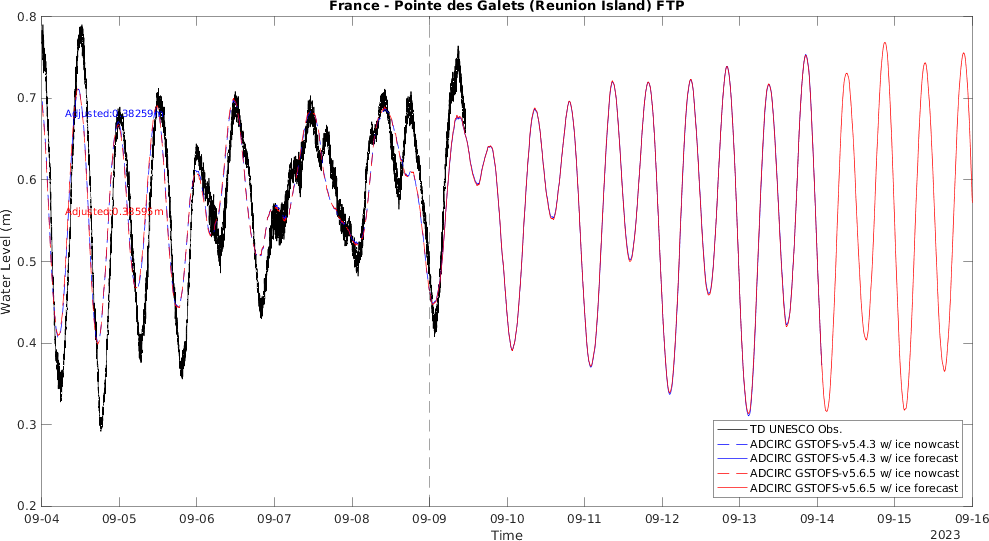 France - Pointe des Galets (Reunion Island) FTP
0.8
0.7
0.6
0.5
0.4
0.3
0.2
Water Level (m)
Adjusted:0.38259m
Adjusted:0.33595m
TD UNESCO Obs.
ADCIRC GSTOFS-v5.4.3 w/ ice nowcast
ADCIRC GSTOFS-v5.4.3 w/ ice forecast
ADCIRC GSTOFS-v5.6.5 w/ ice nowcast
ADCIRC GSTOFS-v5.6.5 w/ ice forecast
09-04 09-05 09-06 09-07 09-08 09-09 09-10 09-11 09-12 09-13 09-14 09-15 09-16
Time
2023